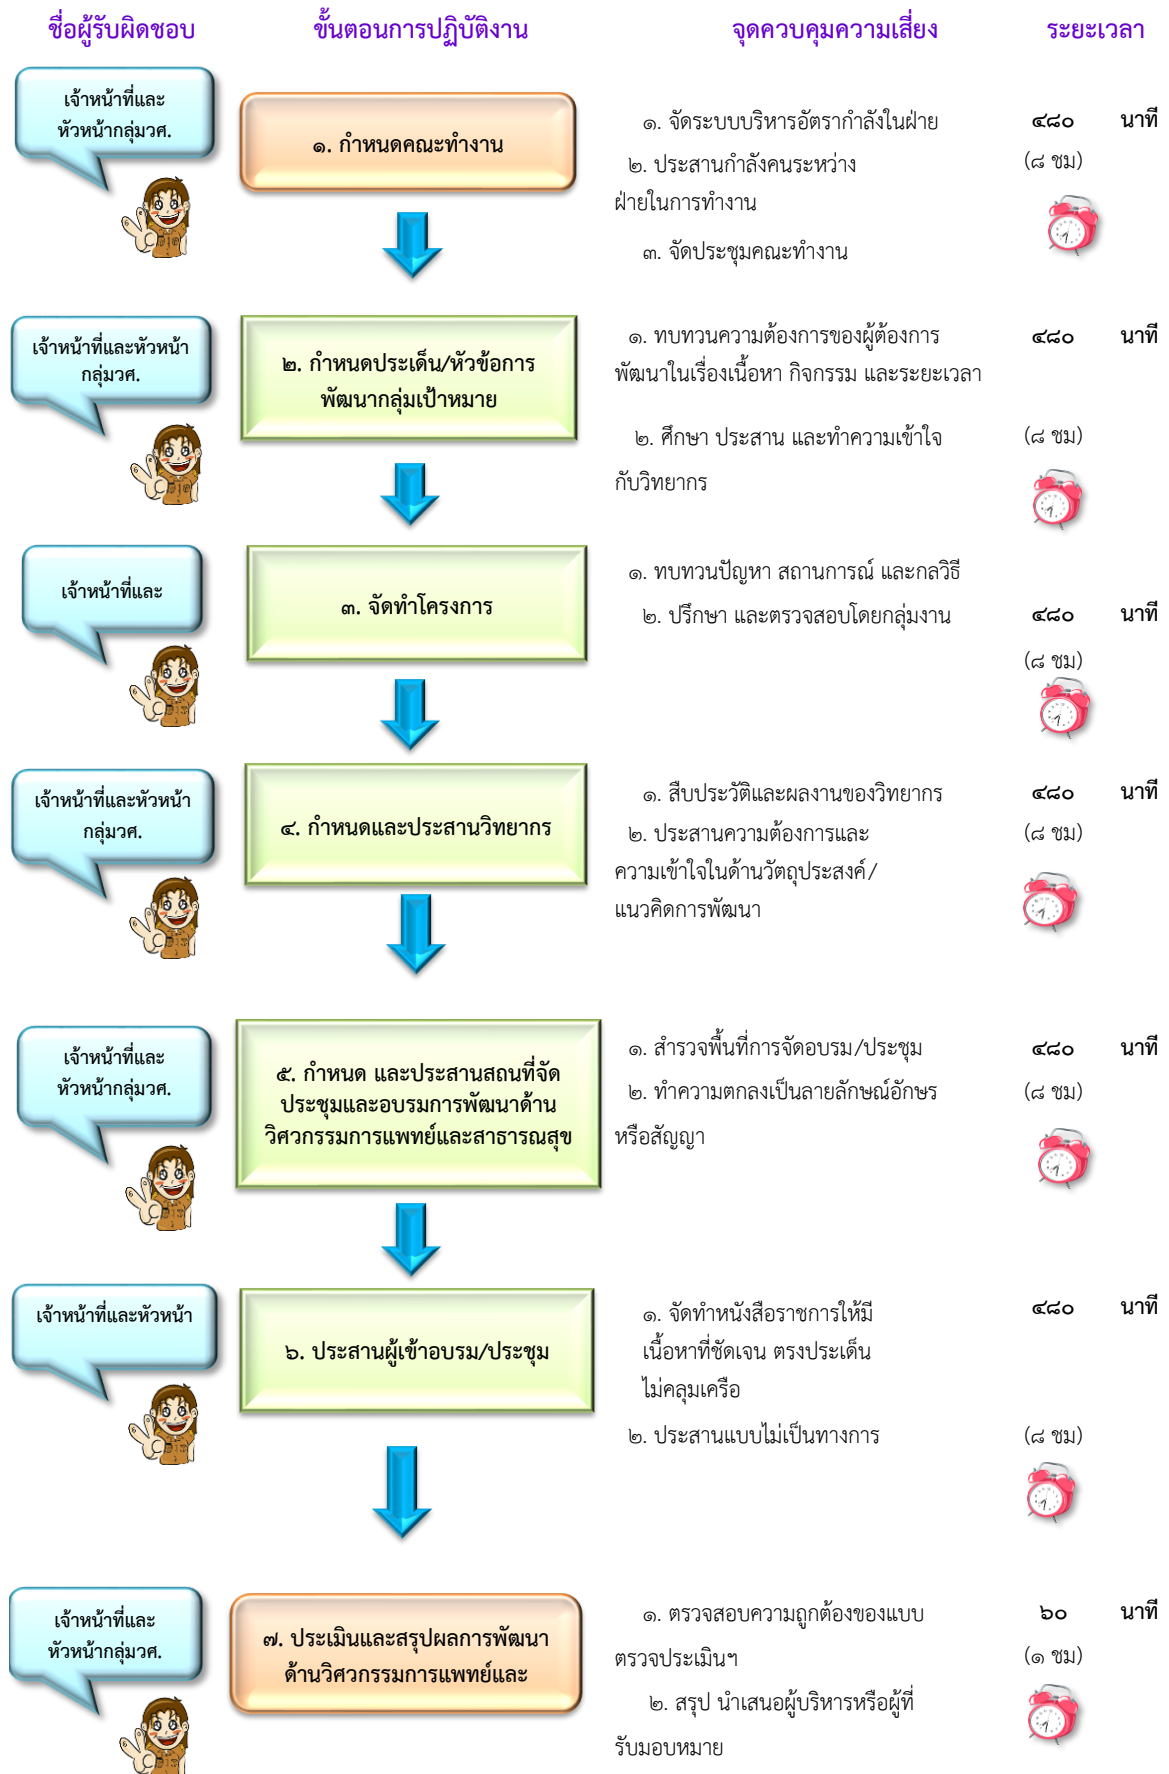 ชื่อผู้รับผิดชอบ ขั้นตอนการปฏิบัติงาน จุดควบคุมความเสี่ยง ระยะเวลา
เจ้าหน้าที่และ
หัวหน้ากลุ่มวศ.
๑. กำหนดคณะทำงาน
๑. จัดระบบบริหารอัตรากำลังในฝ่าย
๒. ประสานกำลังคนระหว่าง
ฝ่ายในการทำงาน
๓. จัดประชุมคณะทำงาน
๔๘๐ นาที
(๘ ชม)
เจ้าหน้าที่และหัวหน้า
กลุ่มวศ.
๒. กำหนดประเด็น/หัวข้อการ
พัฒนากลุ่มเป้าหมาย
๑. ทบทวนความต้องการของผู้ต้องการ
พัฒนาในเรื่องเนื้อหา กิจกรรม และระยะเวลา
๒. ศึกษา ประสาน และทำความเข้าใจ
กับวิทยากร
๔๘๐ นาที
(๘ ชม)
เจ้าหน้าที่และ
๓. จัดทำโครงการ
๑. ทบทวนปัญหา สถานการณ์ และกลวิธี
๒. ปรึกษา และตรวจสอบโดยกลุ่มงาน
๔๘๐ นาที
(๘ ชม)
เจ้าหน้าที่และหัวหน้า
กลุ่มวศ.
๔. กำหนดและประสานวิทยากร
๑. สืบประวัติและผลงานของวิทยากร
๒. ประสานความต้องการและ
ความเข้าใจในด้านวัตถุประสงค์/
แนวคิดการพัฒนา
๔๘๐ นาที
(๘ ชม)
เจ้าหน้าที่และ
หัวหน้ากลุ่มวศ.
๕. กำหนด และประสานสถนที่จัด
ประชุมและอบรมการพัฒนาด้าน
วิศวกรรมการแพทย์และสาธารณสุข
๑. สำรวจพื้นที่การจัดอบรม/ประชุม
๒. ทำความตกลงเป็นลายลักษณ์อักษร
หรือสัญญา
๔๘๐ นาที
(๘ ชม)
เจ้าหน้าที่และหัวหน้า
๖. ประสานผู้เข้าอบรม/ประชุม
๑. จัดทำหนังสือราชการให้มี
เนื้อหาที่ชัดเจน ตรงประเด็น
ไม่คลุมเครือ
๒. ประสานแบบไม่เป็นทางการ
๔๘๐ นาที
(๘ ชม)
เจ้าหน้าที่และ
หัวหน้ากลุ่มวศ.
๗. ประเมินและสรุปผลการพัฒนา
ด้านวิศวกรรมการแพทย์และ
๑. ตรวจสอบความถูกต้องของแบบ
ตรวจประเมินฯ
๒. สรุป นำเสนอผู้บริหารหรือผู้ที่
รับมอบหมาย
๖๐ นาที
(๑ ชม)